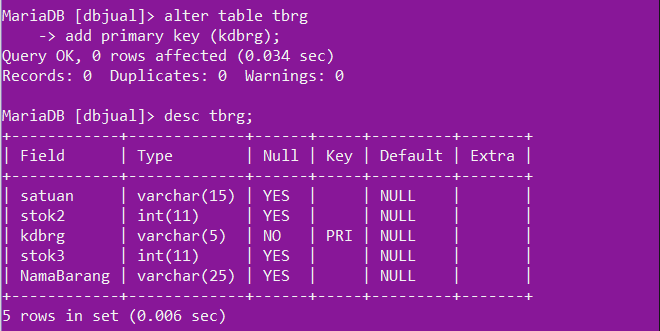 MariaDB [dbjual]> alter table tbrg
    -> add primary key (kdbrg);
Query OK, 0 rows affected (0.034 sec)
Records: 0  Duplicates: 0  Warnings: 0

MariaDB [dbjual]> desc tbrg;
+------------+-------------+------+-----+---------+-------+
| Field      | Type        | Null | Key | Default | Extra |
+------------+-------------+------+-----+---------+-------+
| satuan     | varchar(15) | YES  |     | NULL    |       |
| stok2      | int(11)     | YES  |     | NULL    |       |
| kdbrg      | varchar(5)  | NO   | PRI | NULL    |       |
| stok3      | int(11)     | YES  |     | NULL    |       |
| NamaBarang | varchar(25) | YES  |     | NULL    |       |
+------------+-------------+------+-----+---------+-------+
5 rows in set (0.006 sec)